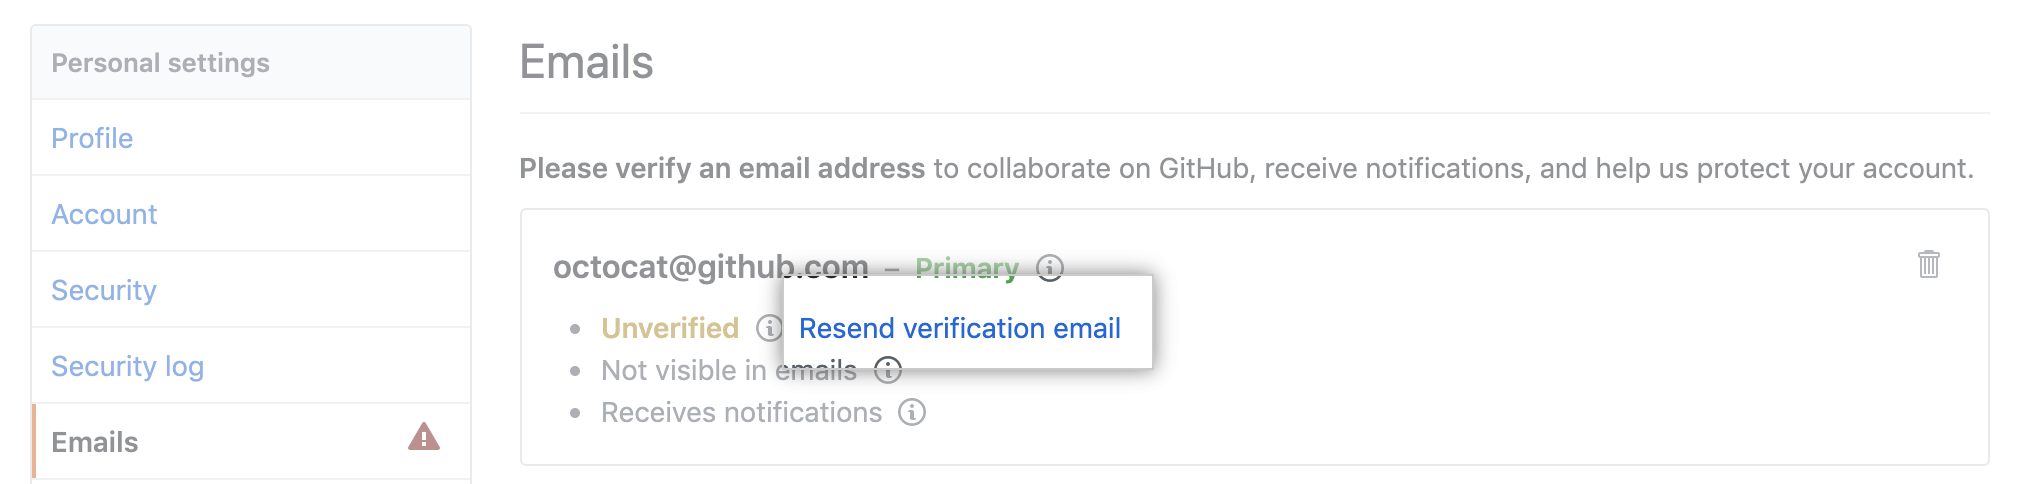 Personal settings
Profile
Account
Security
Security log
Emails
Emails
Please verify an email address to collaborate on GitHub, receive notifications, and help us protect your account.
octocat@github.com – Primary
Unverified Resend verification email
Not visible in emails
Receives notifications